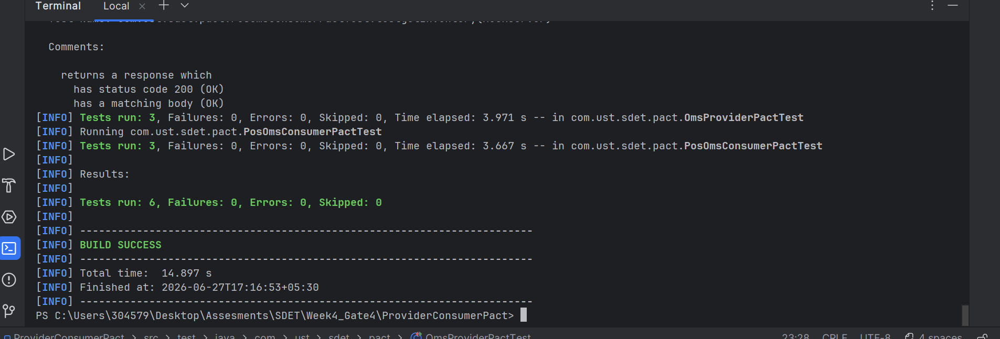 Terminal Local
Comments:
returns a response which
has status code 200 (OK)
has a matching body (OK)
[INFO] Tests run: 3, Failures: 0, Errors: 0, Skipped: 0, Time elapsed: 3.971 s -- in com.ust.sdet.pact.OmsProviderPactTest
[INFO] Running com.ust.sdet.pact.PosOmsConsumerPactTest
[INFO] Tests run: 3, Failures: 0, Errors: 0, Skipped: 0, Time elapsed: 3.667 s -- in com.ust.sdet.pact.PosOmsConsumerPactTest
[INFO]
[INFO] Results:
[INFO]
[INFO] Tests run: 6, Failures: 0, Errors: 0, Skipped: 0
[INFO]
[INFO] ------------------------------------------------------------------------
[INFO] BUILD SUCCESS
[INFO] ------------------------------------------------------------------------
[INFO] Total time:  14.897 s
[INFO] Finished at: 2026-06-27T17:16:53+05:30
[INFO] ------------------------------------------------------------------------
PS C:\Users\304579\Desktop\Assesments\SDET\Week4_Gate4\ProviderConsumerPact>
ProviderConsumerPact > src > test > java > com > ust > sdet > pact > OmsProviderPactTest 23:28 CRLF UTF-8 4 spaces